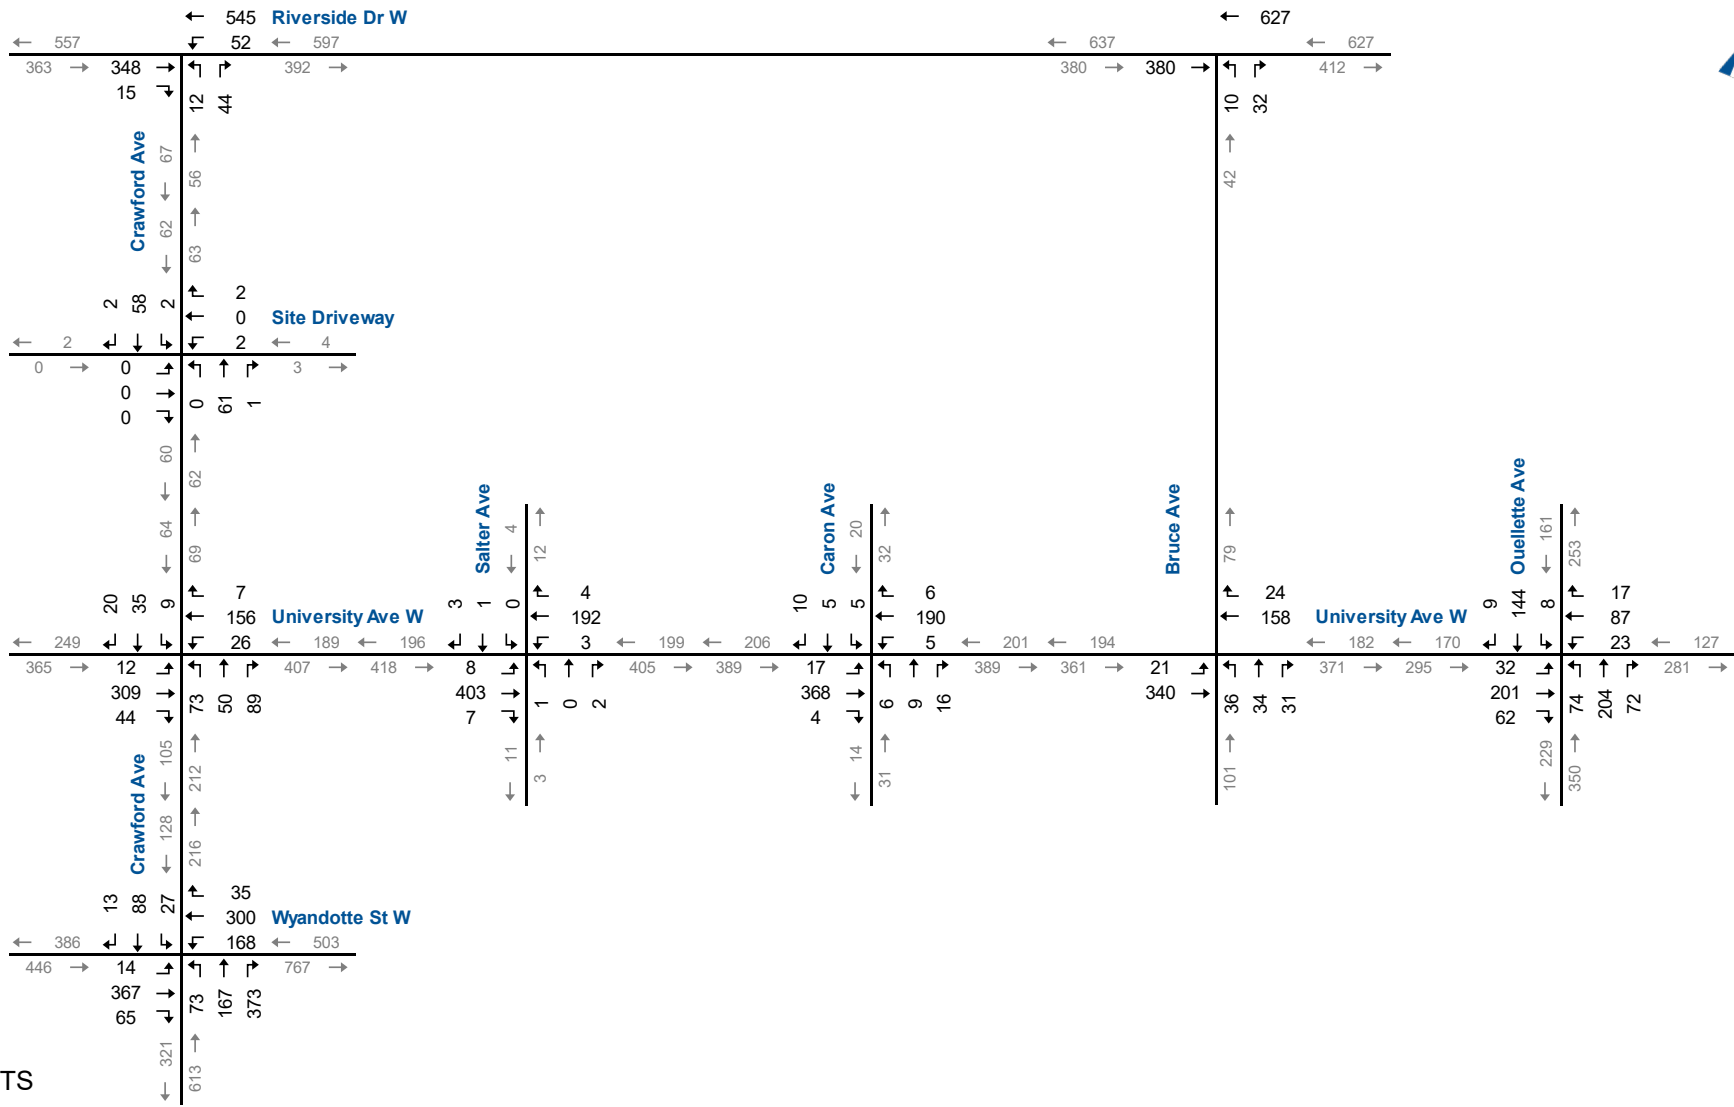 545 Riverside Dr W 627
557 52 597 637 627
363 348 392 380 380 412
15
12 44 10 32
Crawford Ave 67 56 42
62 63
2 58 2 2
0 Site Driveway
2 2 4
0 0 3
0
0
0 61 1
60 62
64 69 Salter Ave 4 12 Caron Ave 20 32 Bruce Ave 79 Ouellette Ave 161 253
20 35 9 7 3 1 0 4 10 5 5 6 24 9 144 8 17
156 University Ave W 192 190 158 University Ave W 87
249 26 189 196 3 199 206 5 201 194 182 170 23 127
365 12 407 418 8 405 389 17 389 361 21 371 295 32 281
309 403 368 340 201
44 7 4 62
73 50 89 1 0 2 6 9 16 36 34 31 74 204 72
Crawford Ave 105 212 11 3 14 31 101 229 350
128 216
13 88 27 35
300 Wyandotte St W
386 168 503
446 14 767
367
65
73 167 373
321 613
TS